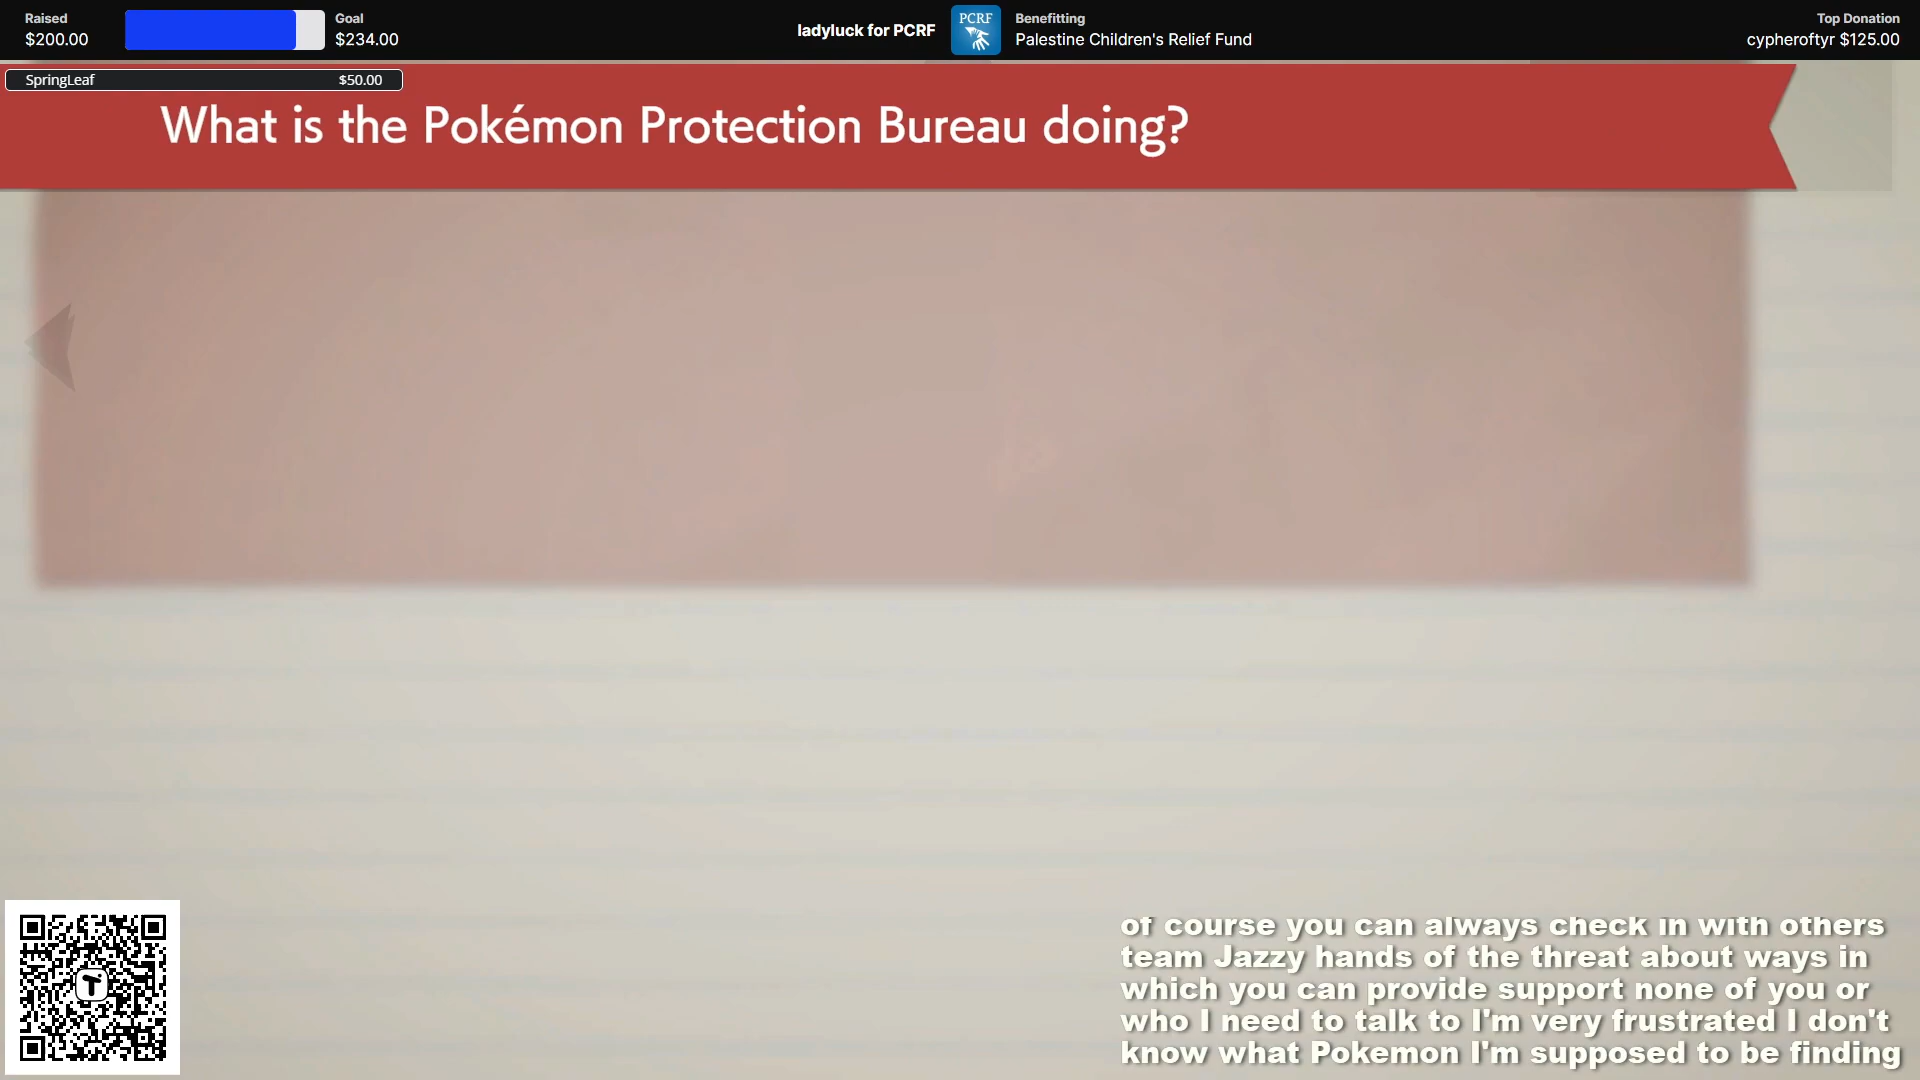 Raised
$200.00
Goal
$234.00
ladyluck for PCRF
PCRF
Benefitting
Palestine Children's Relief Fund
Top Donation
cypheroftyr $125.00
SpringLeaf $50.00
What is the Pokémon Protection Bureau doing?
of course you can always check in with others
team Jazzy hands of the threat about ways in
which you can provide support none of you or
who I need to talk to I'm very frustrated I don't
know what Pokemon I'm supposed to be finding